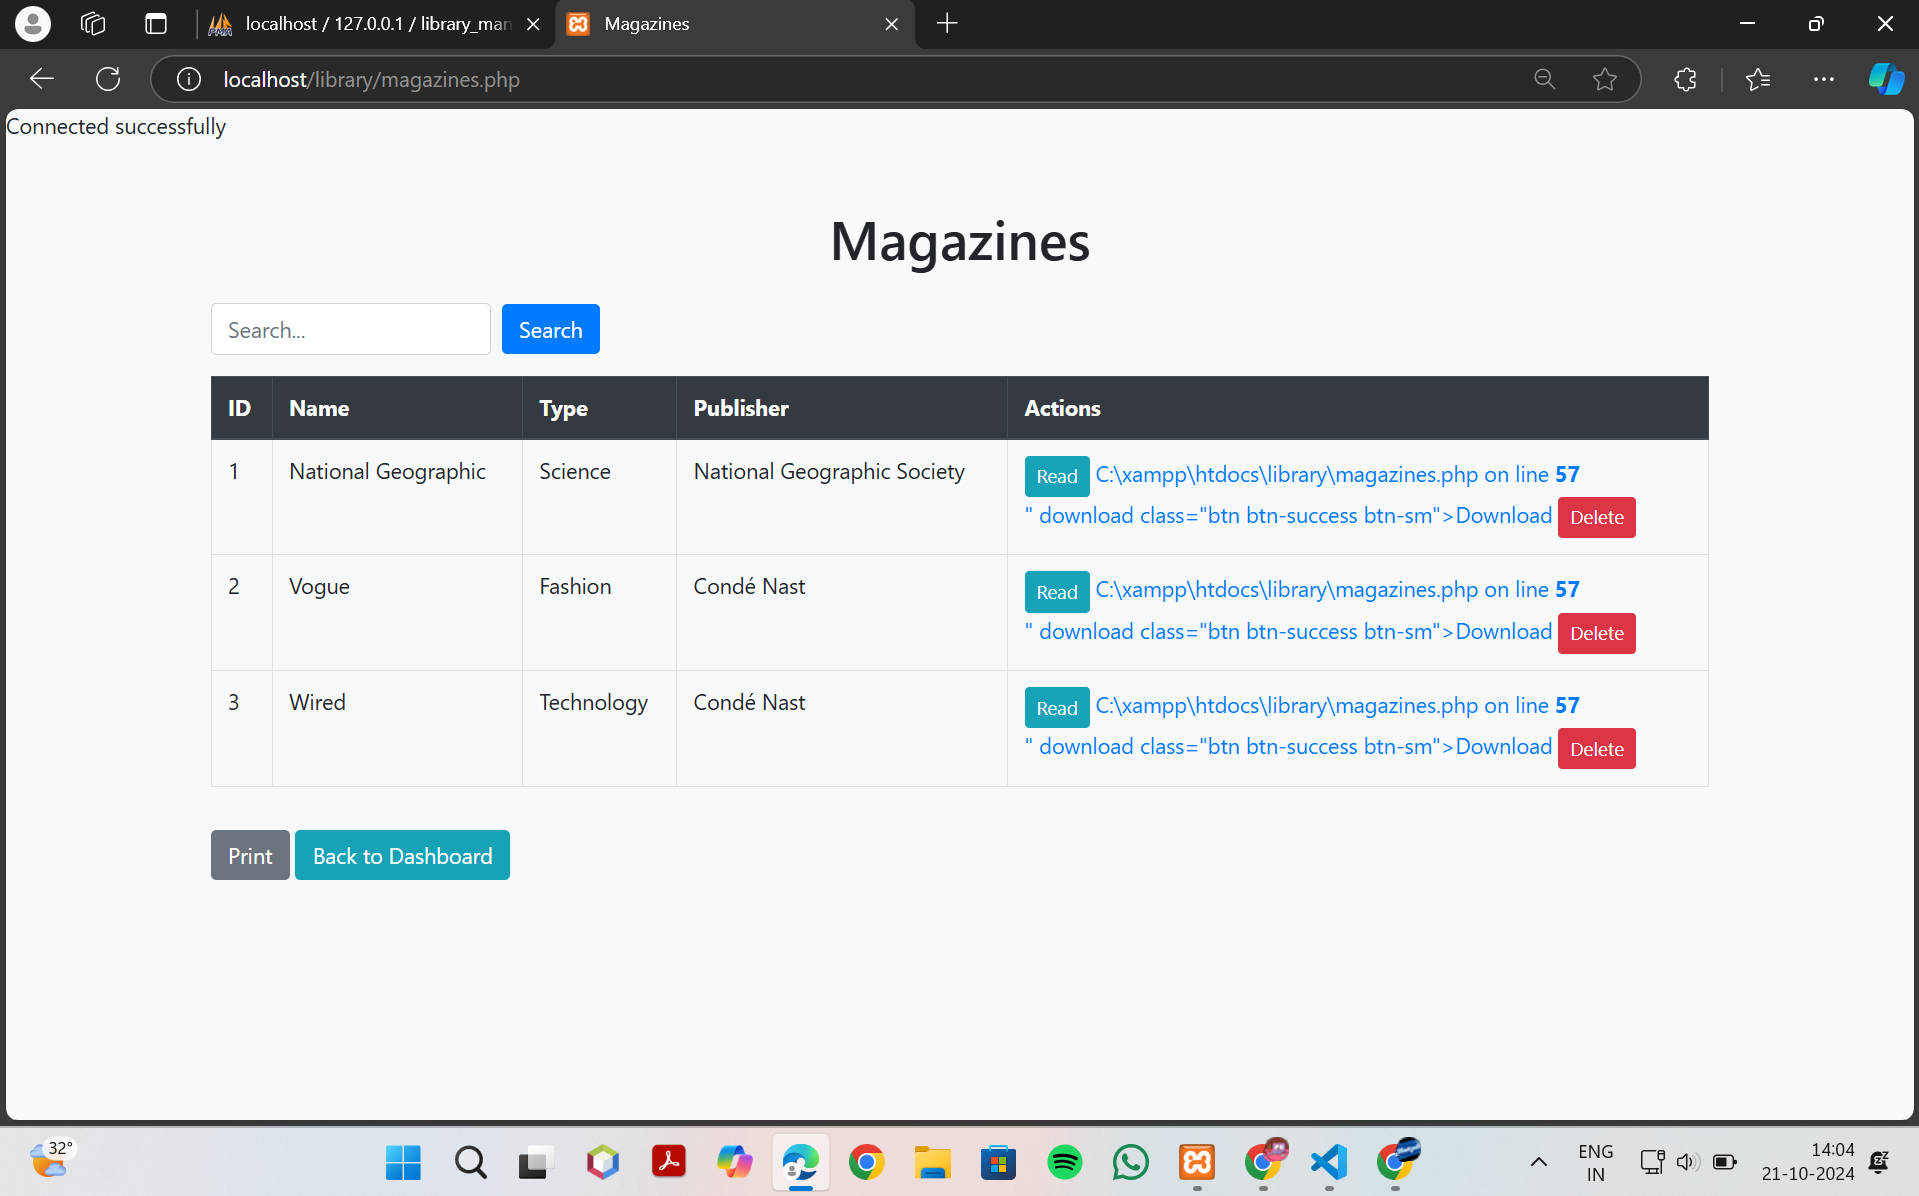 localhost / 127.0.0.1 / library_man
Magazines
localhost/library/magazines.php
Connected successfully
Magazines
Search...
Search
ID Name Type Publisher Actions
1 National Geographic Science National Geographic Society Read C:\xampp\htdocs\library\magazines.php on line 57
" download class="btn btn-success btn-sm">Download Delete
2 Vogue Fashion Condé Nast Read C:\xampp\htdocs\library\magazines.php on line 57
" download class="btn btn-success btn-sm">Download Delete
3 Wired Technology Condé Nast Read C:\xampp\htdocs\library\magazines.php on line 57
" download class="btn btn-success btn-sm">Download Delete
Print
Back to Dashboard
32°
ENG
IN
14:04
21-10-2024